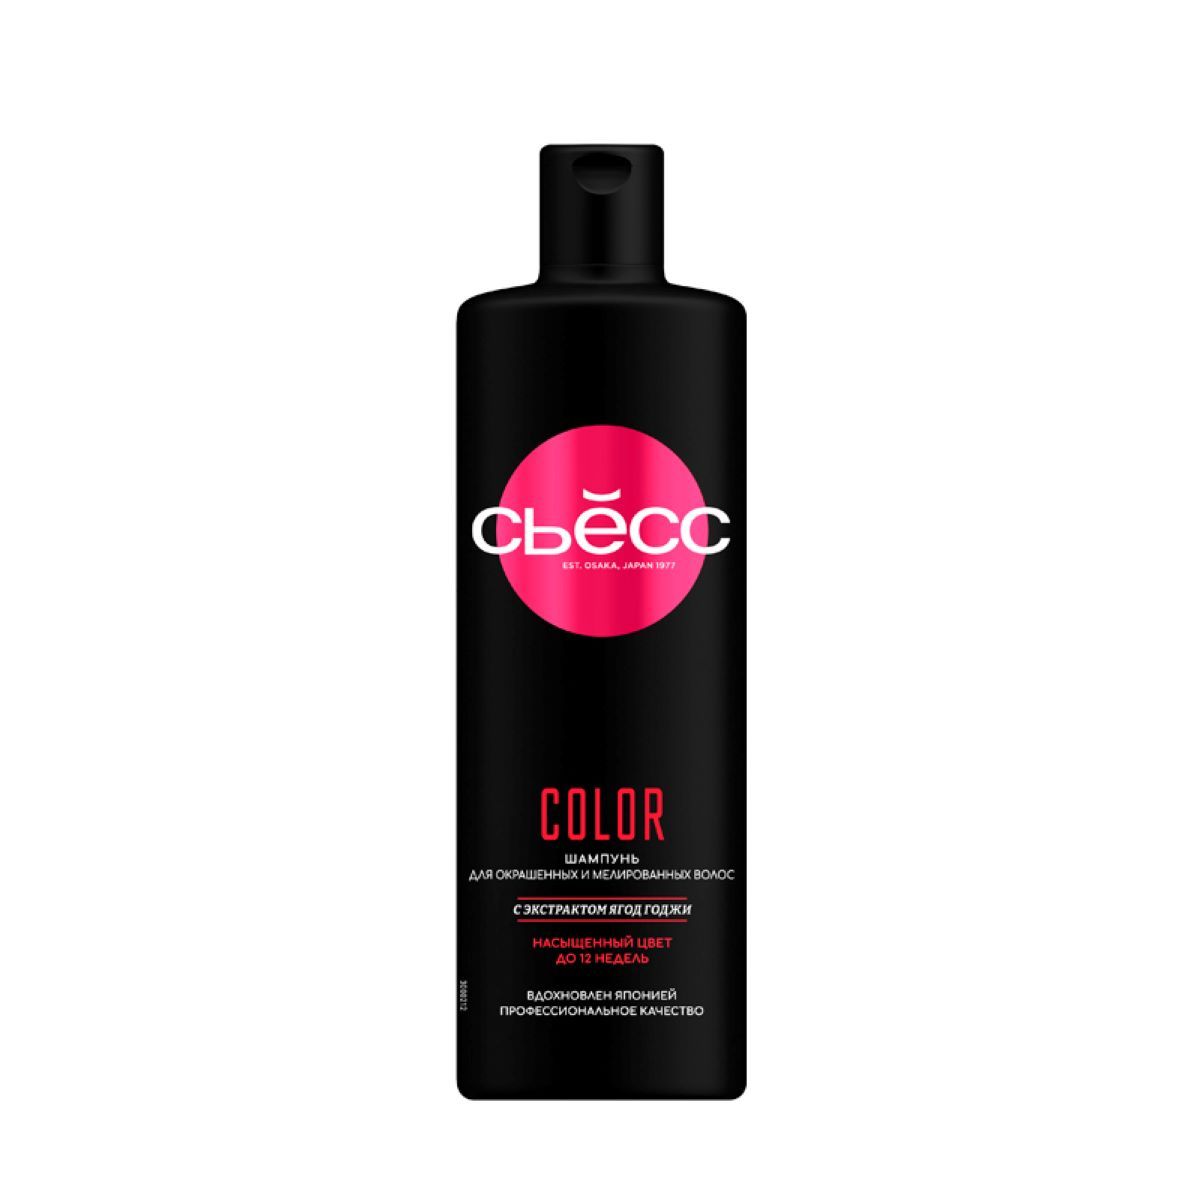 сьёсс
EST. OSAKA, JAPAN 1977
COLOR
ШАМПУНЬ
ДЛЯ ОКРАШЕННЫХ И МЕЛИРОВАННЫХ ВОЛОС
С ЭКСТРАКТОМ ЯГОД ГОДЖИ
НАСЫЩЕННЫЙ ЦВЕТ
ДО 12 НЕДЕЛЬ
ВДОХНОВЛЕН ЯПОНИЕЙ
ПРОФЕССИОНАЛЬНОЕ КАЧЕСТВО